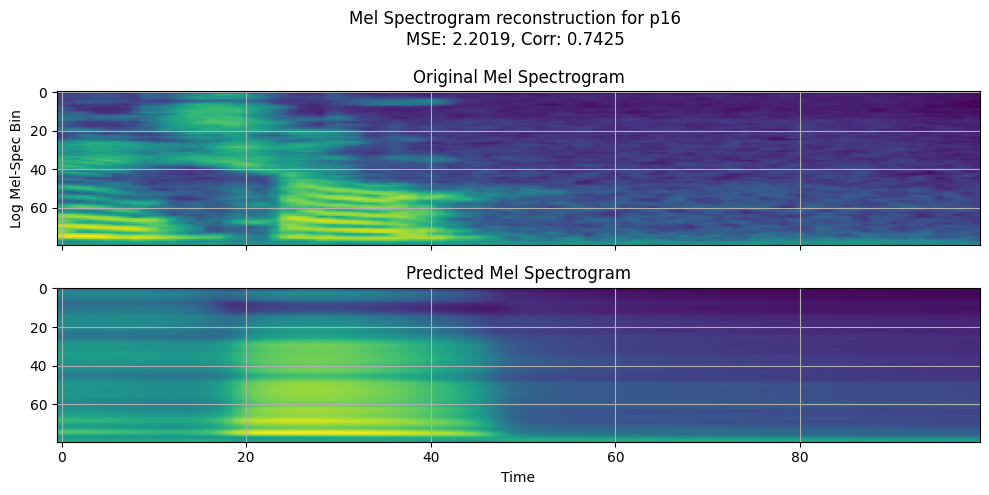 Mel Spectrogram reconstruction for p16
MSE: 2.2019, Corr: 0.7425
Original Mel Spectrogram
0
20
40
60
Log Mel-Spec Bin
Predicted Mel Spectrogram
0
20
40
60
0 20 40 60 80
Time